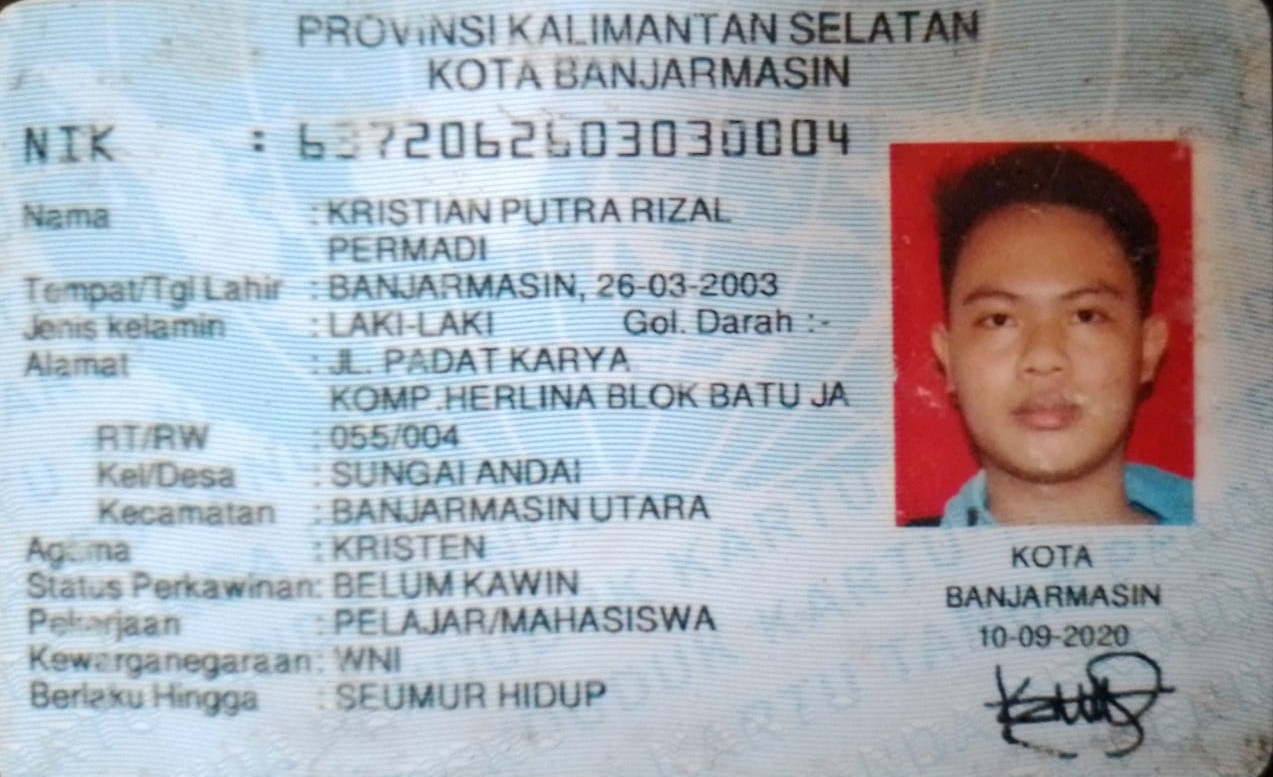 PROVINSI KALIMANTAN SELATAN
KOTA BANJARMASIN
NIK :
Nama : KRISTIAN PUTRA RIZAL
PERMADI
Tempat/Tgl Lahir : BANJARMASIN, 26-03-2003
Jenis kelamin : LAKI-LAKI Gol. Darah : -
Alamat : JL. PADAT KARYA
KOMP.HERLINA BLOK BATU JA
RT/RW : 055/004
Kel/Desa : SUNGAI ANDAI
Kecamatan : BANJARMASIN UTARA
Agama : KRISTEN
Status Perkawinan: BELUM KAWIN
Pekerjaan : PELAJAR/MAHASISWA
Kewarganegaraan: WNI
Berlaku Hingga : SEUMUR HIDUP
KOTA
BANJARMASIN
10-09-2020